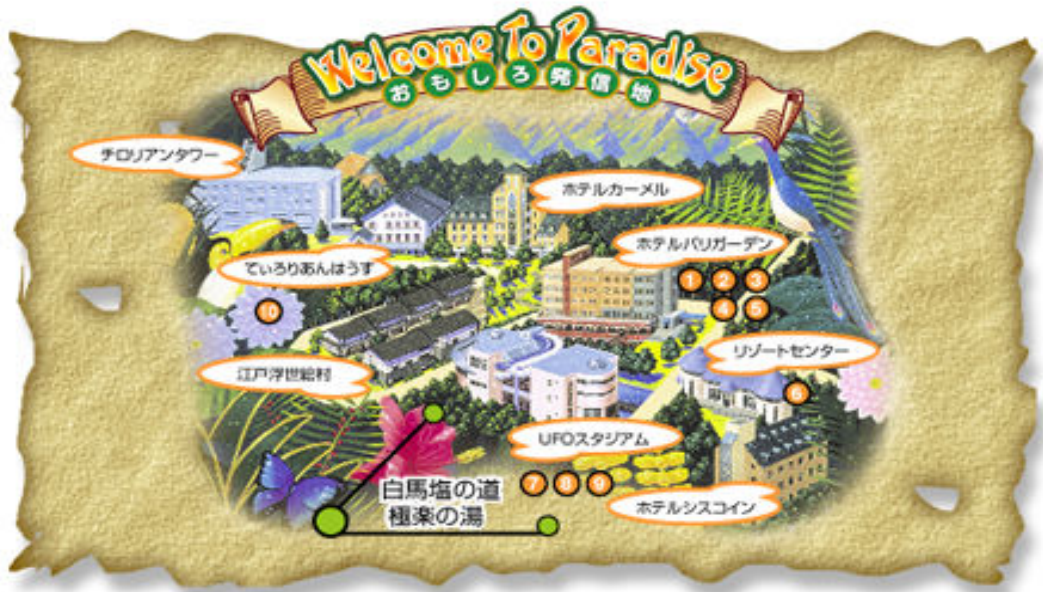 Welcome To Paradise
おもしろ発信地
チロリアンタワー
ホテルカーメル
ホテルパリガーデン
てぃろりあんはうす
1 2 3
4 5
10
リゾートセンター
江戸浮世絵村
6
UFOスタジアム
7 8 9
白馬塩の道
極楽の湯
ホテルシスコイン